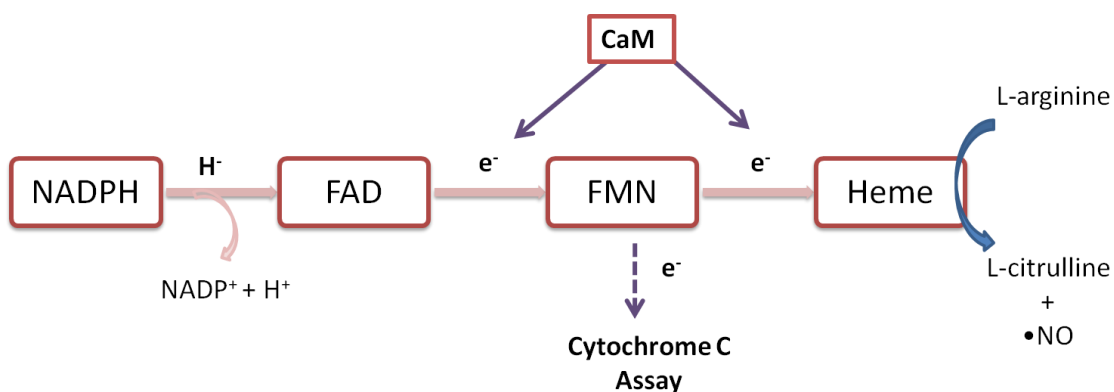 CaM
L-arginine
H⁻
e⁻
e⁻
NADPH
FAD
FMN
Heme
NADP⁺ + H⁺
e⁻
L-citrulline
+
•NO
Cytochrome C
Assay